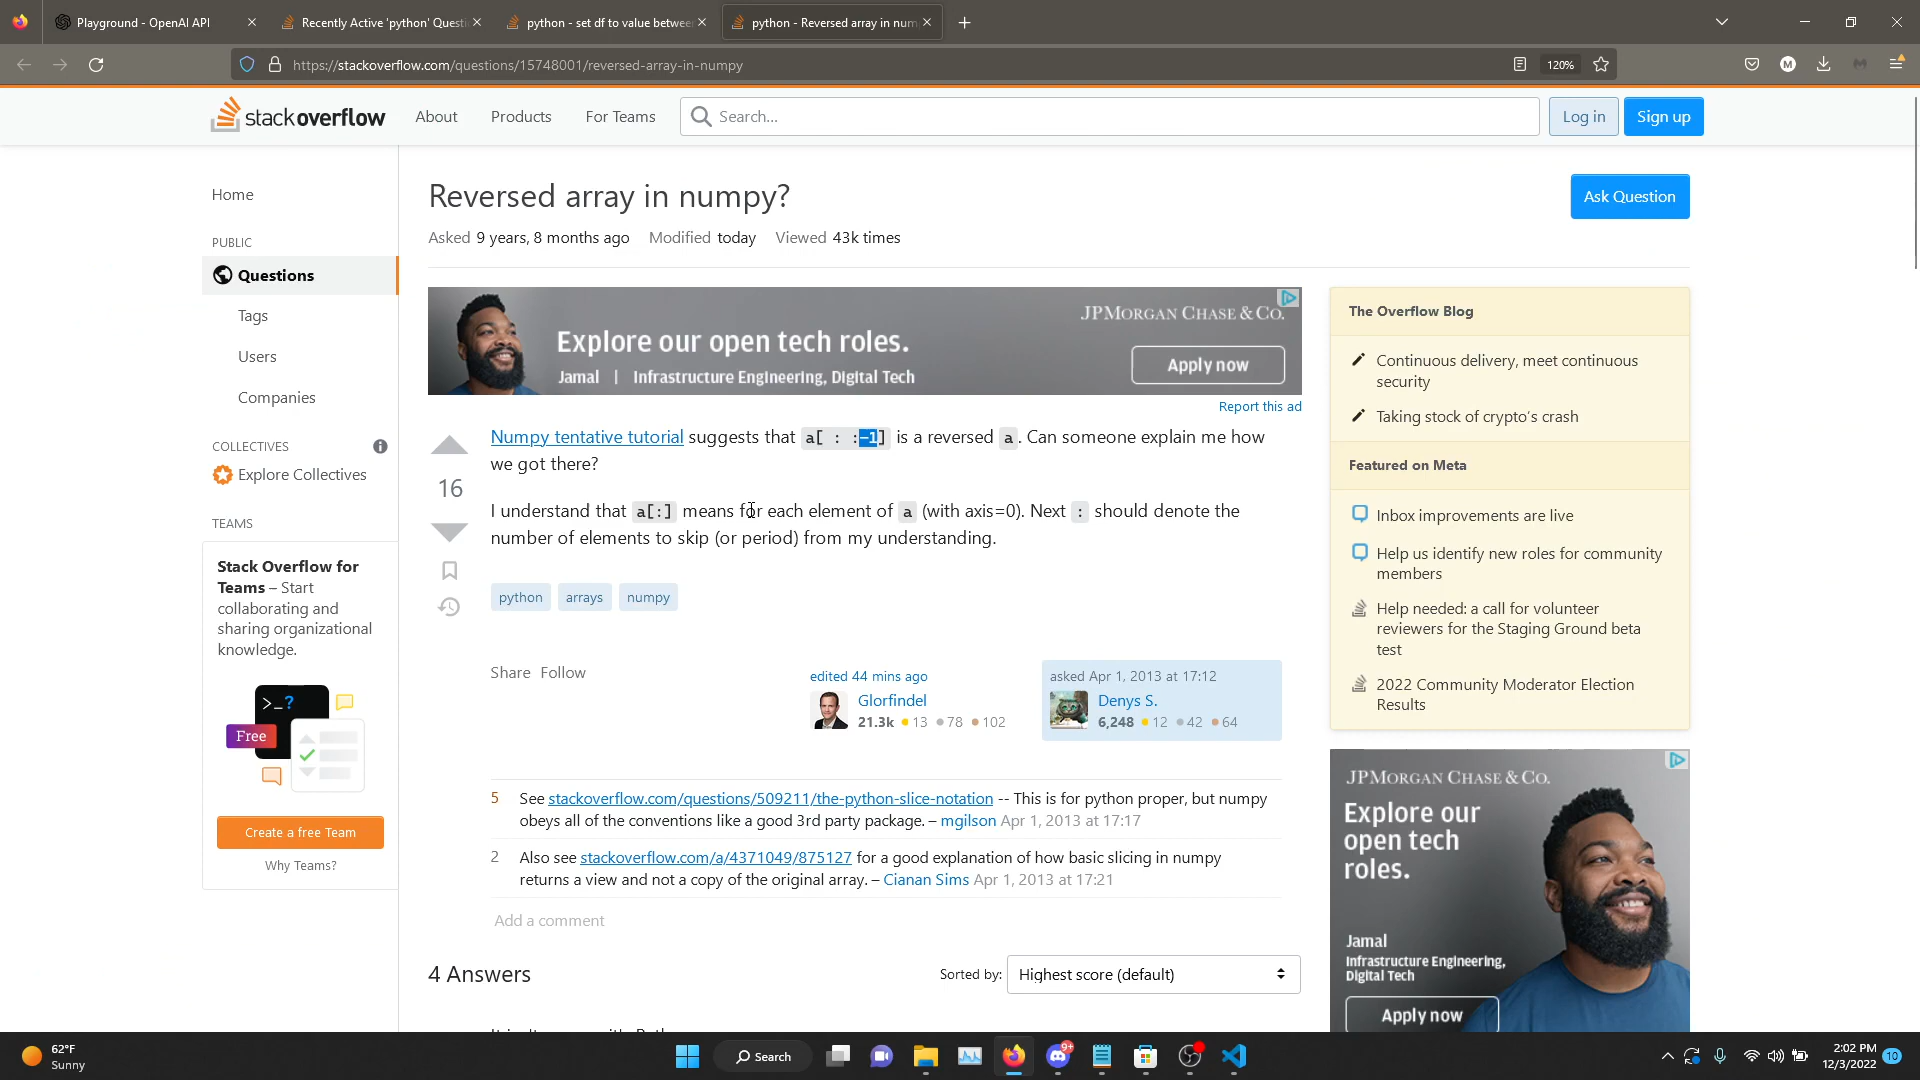 Playground - OpenAI API
Recently Active 'python' Questi
python - set df to value betwee
python - Reversed array in num
https://stackoverflow.com/questions/15748001/reversed-array-in-numpy
120%
M
stackoverflow
About
Products
For Teams
Search...
Log in
Sign up
Home
PUBLIC
Questions
Tags
Users
Companies
COLLECTIVES
Explore Collectives
TEAMS
Stack Overflow for
Teams – Start
collaborating and
sharing organizational
knowledge.
>_?
Free
Create a free Team
Why Teams?
Reversed array in numpy?
Ask Question
Asked 9 years, 8 months ago Modified today Viewed 43k times
JPMORGAN CHASE & CO.
Explore our open tech roles.
Jamal | Infrastructure Engineering, Digital Tech
Apply now
Report this ad
Numpy tentative tutorial suggests that a[ : :-1] is a reversed a. Can someone explain me how
we got there?
16
I understand that a[:] means for each element of a (with axis=0). Next : should denote the
number of elements to skip (or period) from my understanding.
python arrays numpy
Share Follow
edited 44 mins ago
Glorfindel
21.3k 13 78 102
asked Apr 1, 2013 at 17:12
Denys S.
6,248 12 42 64
5 See stackoverflow.com/questions/509211/the-python-slice-notation -- This is for python proper, but numpy
obeys all of the conventions like a good 3rd party package. – mgilson Apr 1, 2013 at 17:17
2 Also see stackoverflow.com/a/4371049/875127 for a good explanation of how basic slicing in numpy
returns a view and not a copy of the original array. – Cianan Sims Apr 1, 2013 at 17:21
Add a comment
4 Answers
Sorted by: Highest score (default)
The Overflow Blog
Continuous delivery, meet continuous
security
Taking stock of crypto's crash
Featured on Meta
Inbox improvements are live
Help us identify new roles for community
members
Help needed: a call for volunteer
reviewers for the Staging Ground beta
test
2022 Community Moderator Election
Results
JPMORGAN CHASE & CO.
Explore our
open tech
roles.
Jamal
Infrastructure Engineering,
Digital Tech
Apply now
62°F
Sunny
Search
9+
2:02 PM
12/3/2022
10